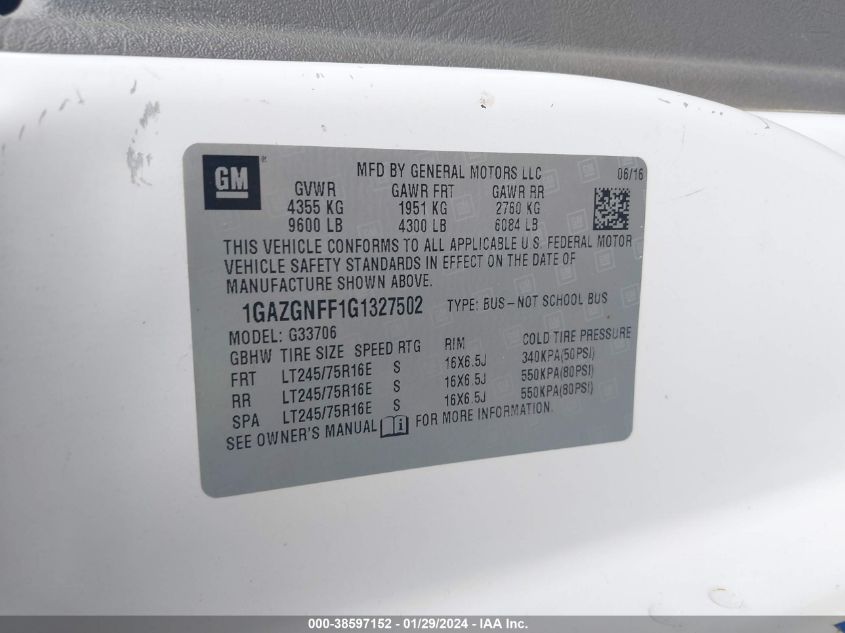 GM
MFD BY GENERAL MOTORS LLC 06/16
GVWR GAWR FRT GAWR RR
4355 KG 1951 KG 2760 KG
9600 LB 4300 LB 6084 LB
THIS VEHICLE CONFORMS TO ALL APPLICABLE U.S. FEDERAL MOTOR
VEHICLE SAFETY STANDARDS IN EFFECT ON THE DATE OF
MANUFACTURE SHOWN ABOVE.
1GAZGNFF1G1327502 TYPE: BUS–NOT SCHOOL BUS
MODEL: G33706
GBHW TIRE SIZE SPEED RTG RIM COLD TIRE PRESSURE
FRT LT245/75R16E S 16X6.5J 340KPA(50PSI)
RR LT245/75R16E S 16X6.5J 550KPA(80PSI)
SPA LT245/75R16E S 16X6.5J 550KPA(80PSI)
SEE OWNER'S MANUAL FOR MORE INFORMATION.
000-38597152 - 01/29/2024 - IAA Inc.